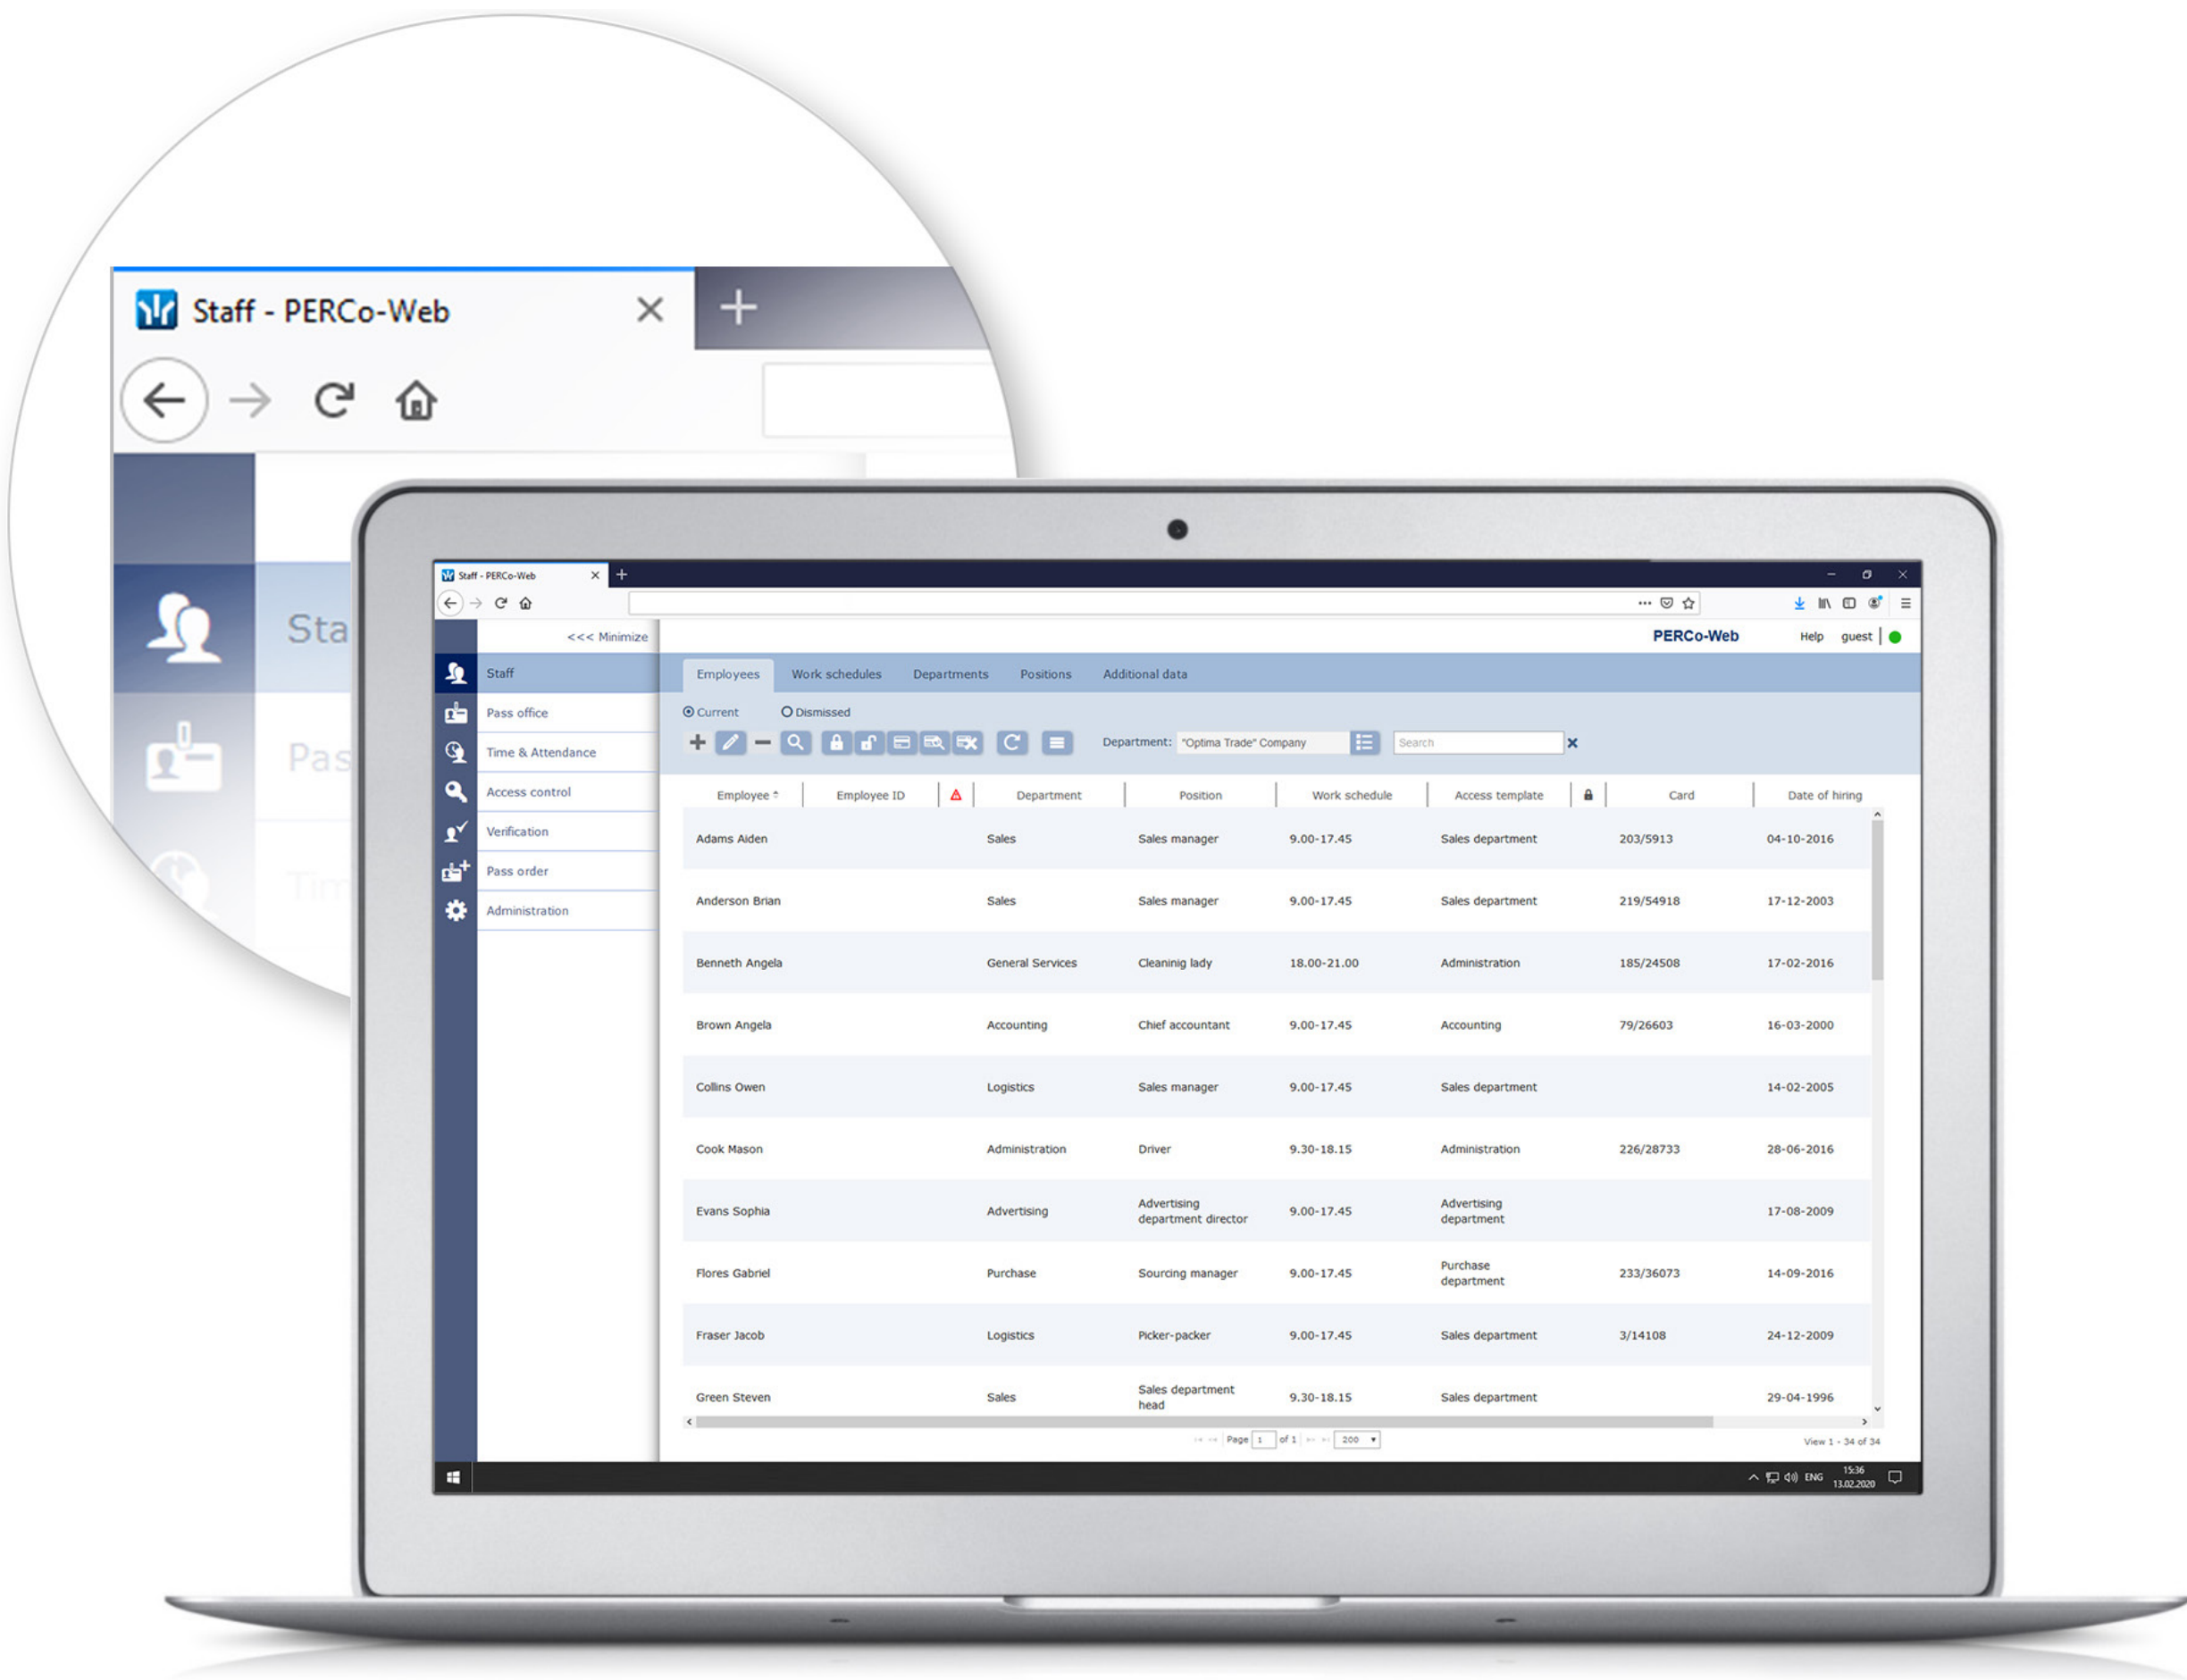 Staff - PERCo-Web
Sta
Pas
Tim
Staff - PERCo-Web
<<< Minimize
PERCo-Web Help guest
Staff
Pass office
Time & Attendance
Access control
Verification
Pass order
Administration
Employees Work schedules Departments Positions Additional data
Current Dismissed
Department: "Optima Trade" Company Search
Employee Employee ID Department Position Work schedule Access template Card Date of hiring
Adams Aiden Sales Sales manager 9.00-17.45 Sales department 203/5913 04-10-2016
Anderson Brian Sales Sales manager 9.00-17.45 Sales department 219/54918 17-12-2003
Benneth Angela General Services Cleaninig lady 18.00-21.00 Administration 185/24508 17-02-2016
Brown Angela Accounting Chief accountant 9.00-17.45 Accounting 79/26603 16-03-2000
Collins Owen Logistics Sales manager 9.00-17.45 Sales department 14-02-2005
Cook Mason Administration Driver 9.30-18.15 Administration 226/28733 28-06-2016
Evans Sophia Advertising Advertising department director 9.00-17.45 Advertising department 17-08-2009
Flores Gabriel Purchase Sourcing manager 9.00-17.45 Purchase department 233/36073 14-09-2016
Fraser Jacob Logistics Picker-packer 9.00-17.45 Sales department 3/14108 24-12-2009
Green Steven Sales Sales department head 9.30-18.15 Sales department 29-04-1996
Page 1 of 1 200
View 1 - 34 of 34
ENG 15:36
13.02.2020